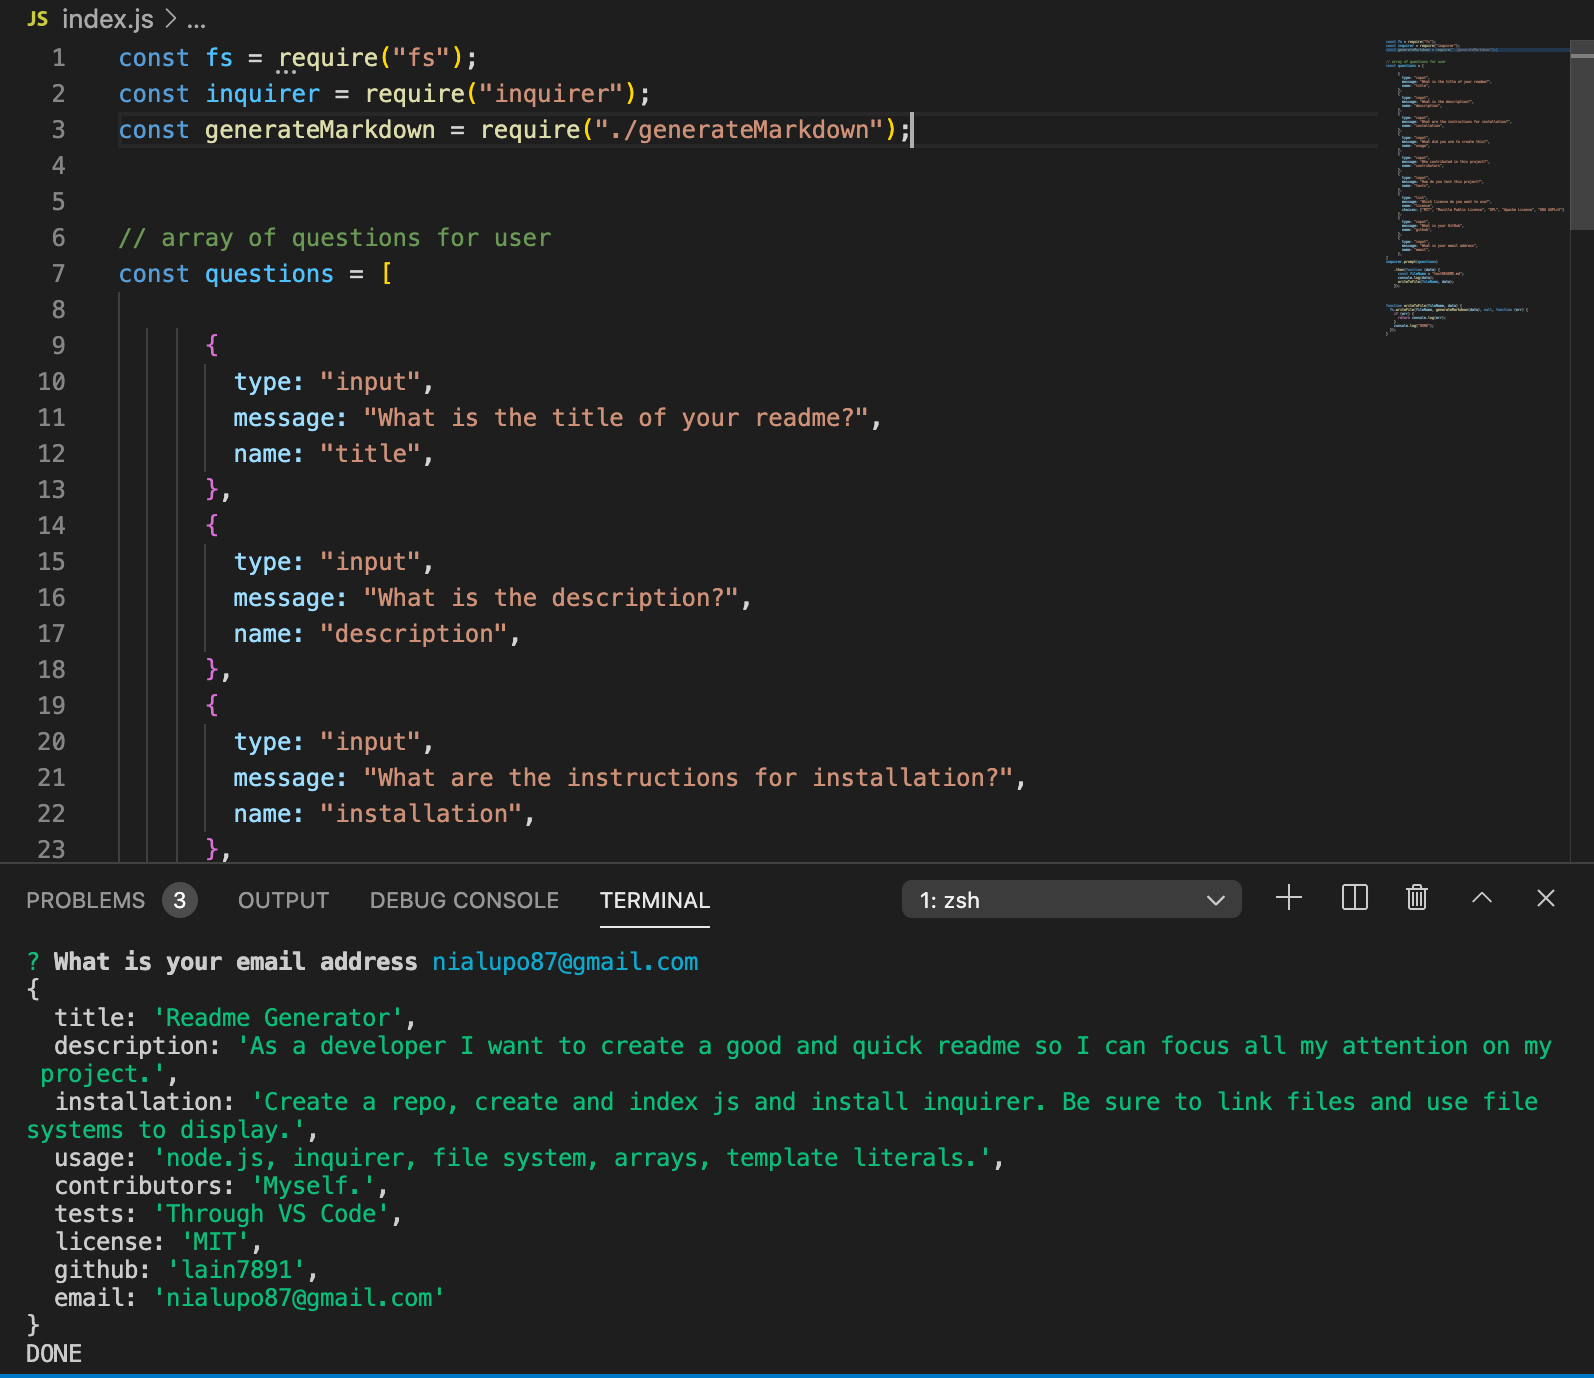 JS index.js > ...
1 const fs = require("fs");
2 const inquirer = require("inquirer");
3 const generateMarkdown = require("./generateMarkdown");
4
5
6 // array of questions for user
7 const questions = [
8
9 {
10 type: "input",
11 message: "What is the title of your readme?",
12 name: "title",
13 },
14 {
15 type: "input",
16 message: "What is the description?",
17 name: "description",
18 },
19 {
20 type: "input",
21 message: "What are the instructions for installation?",
22 name: "installation",
23 },
PROBLEMS 3 OUTPUT DEBUG CONSOLE TERMINAL 1: zsh
? What is your email address nialupo87@gmail.com
{
title: 'Readme Generator',
description: 'As a developer I want to create a good and quick readme so I can focus all my attention on my
project.',
installation: 'Create a repo, create and index js and install inquirer. Be sure to link files and use file
systems to display.',
usage: 'node.js, inquirer, file system, arrays, template literals.',
contributors: 'Myself.',
tests: 'Through VS Code',
license: 'MIT',
github: 'lain7891',
email: 'nialupo87@gmail.com'
}
DONE